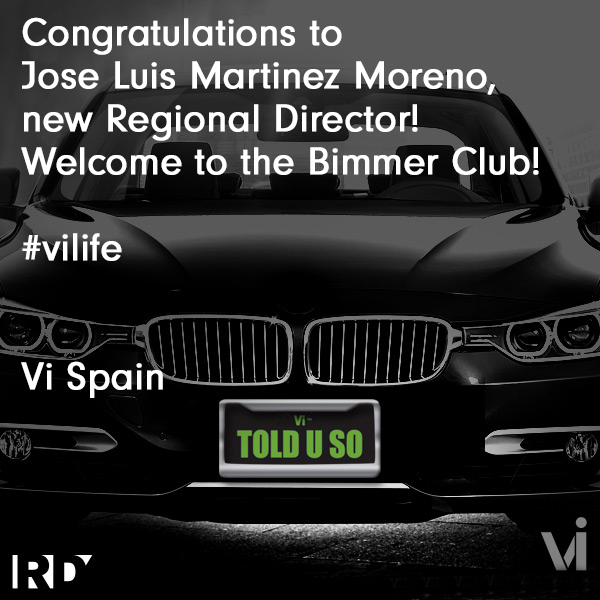 Congratulations to
Jose Luis Martinez Moreno,
new Regional Director!
Welcome to the Bimmer Club!
#vilife
Vi Spain
Vi™
TOLD U SO
RD
vi